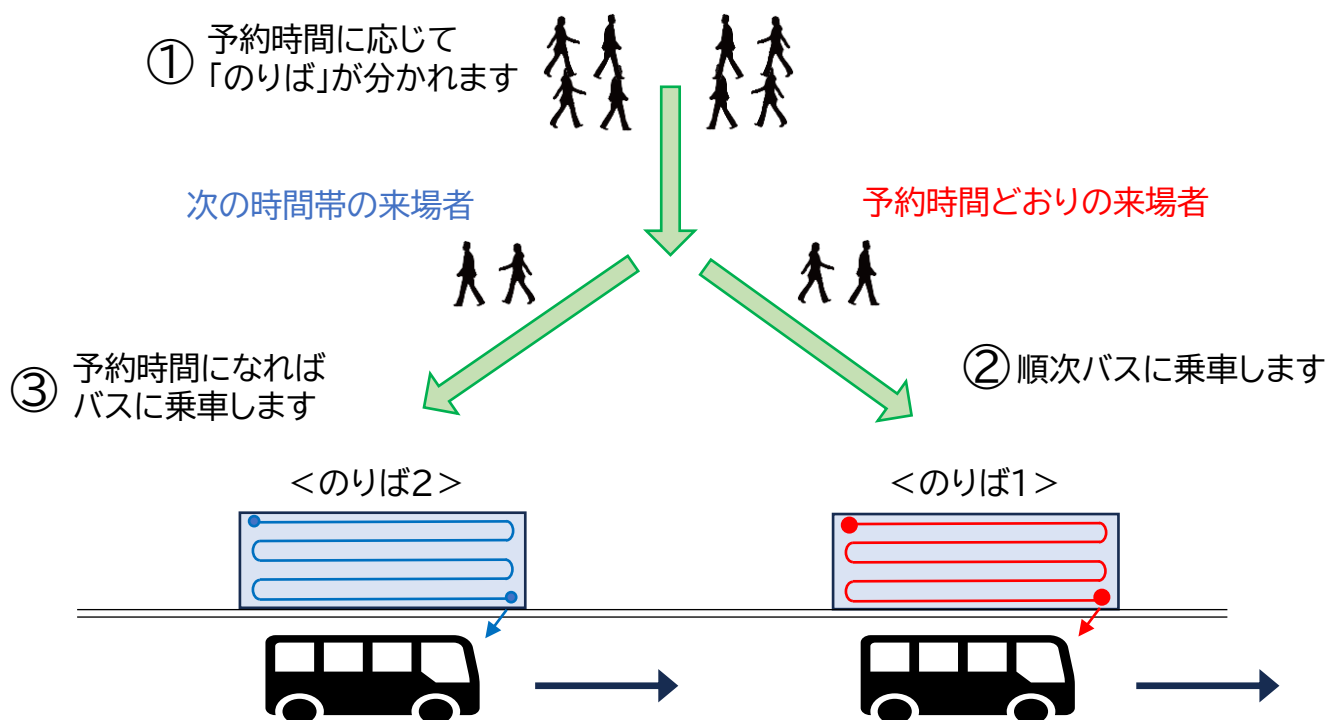 ①
予約時間に応じて
「のりば」が分かれます
次の時間帯の来場者
予約時間どおりの来場者
③
予約時間になれば
バスに乗車します
②順次バスに乗車します
＜のりば2＞
＜のりば1＞